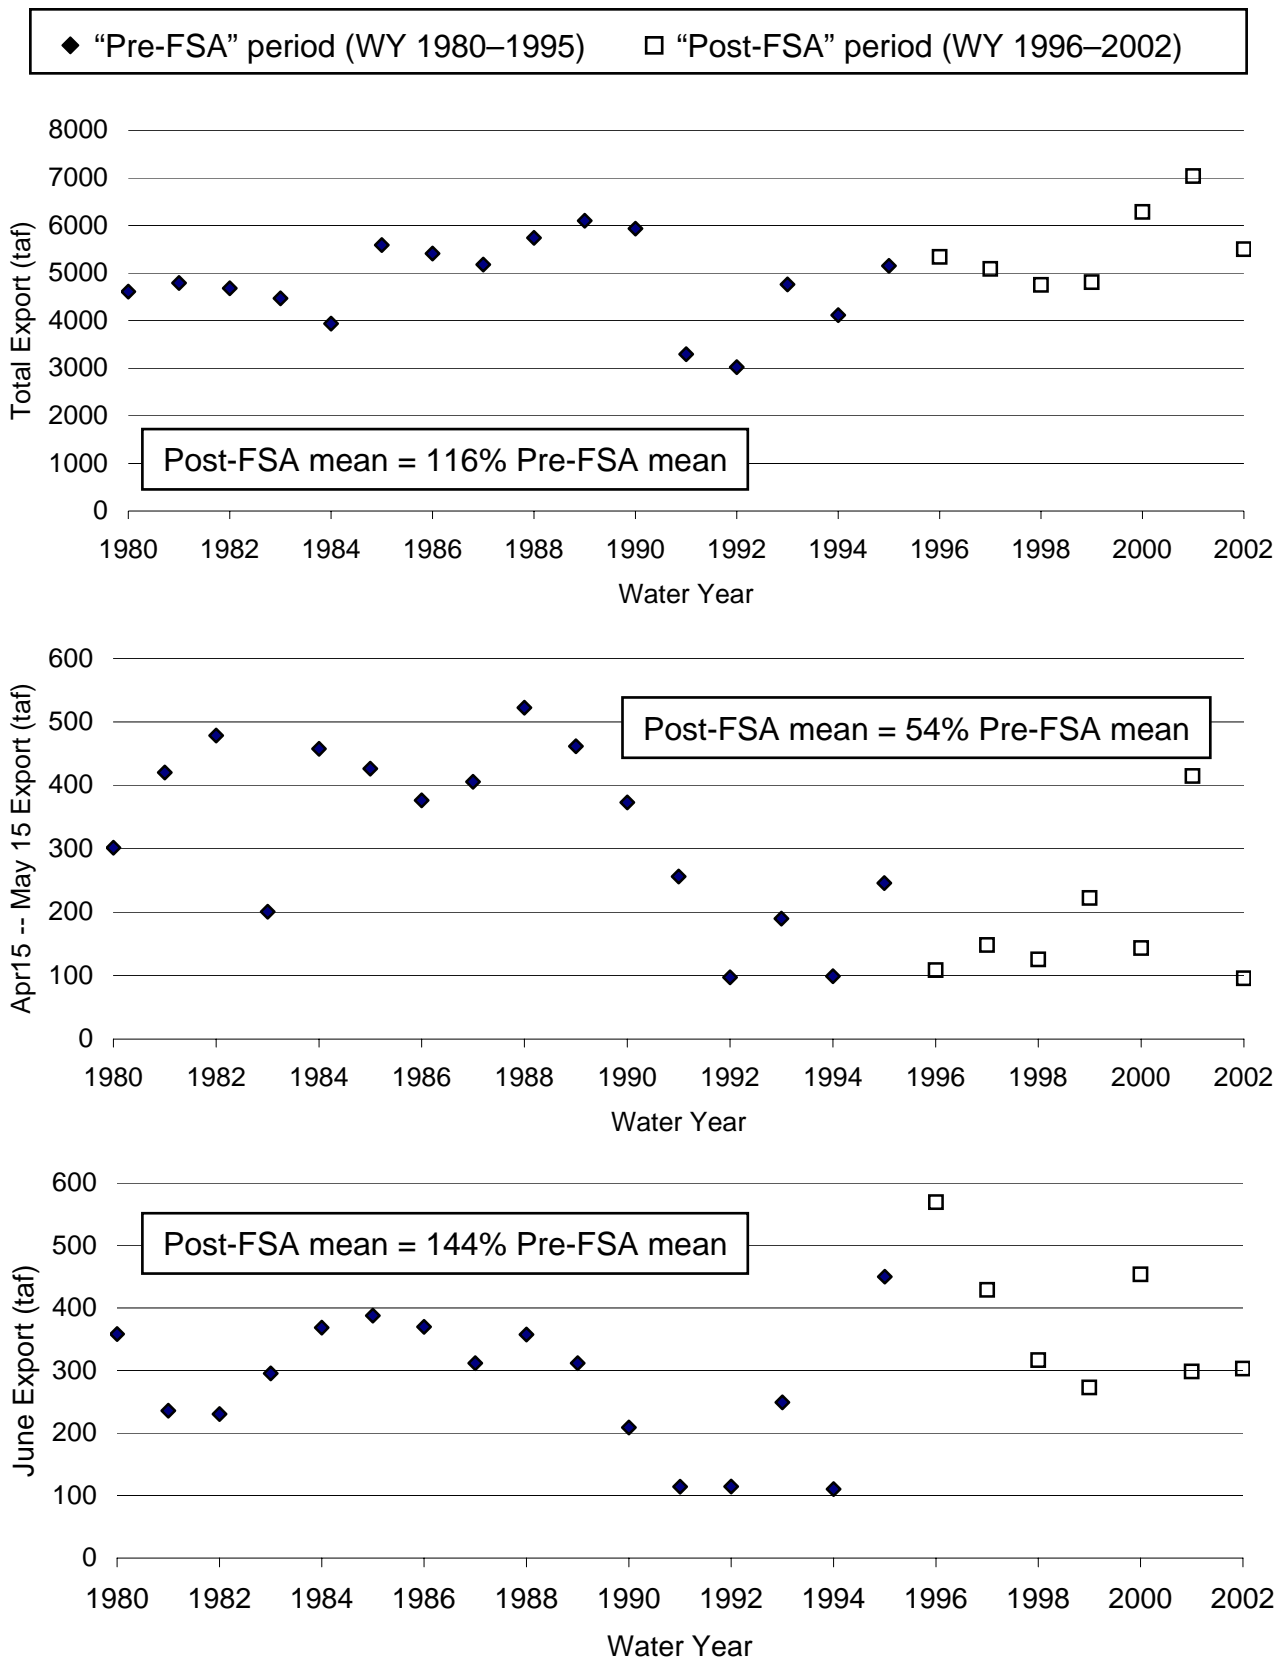 “Pre-FSA” period (WY 1980–1995) “Post-FSA” period (WY 1996–2002)
Total Export (taf)
8000
7000
6000
5000
4000
3000
2000
1000
0
Post-FSA mean = 116% Pre-FSA mean
1980 1982 1984 1986 1988 1990 1992 1994 1996 1998 2000 2002
Water Year
Apr15 -- May 15 Export (taf)
600
500
400
300
200
100
0
Post-FSA mean = 54% Pre-FSA mean
1980 1982 1984 1986 1988 1990 1992 1994 1996 1998 2000 2002
Water Year
June Export (taf)
600
500
400
300
200
100
0
Post-FSA mean = 144% Pre-FSA mean
1980 1982 1984 1986 1988 1990 1992 1994 1996 1998 2000 2002
Water Year